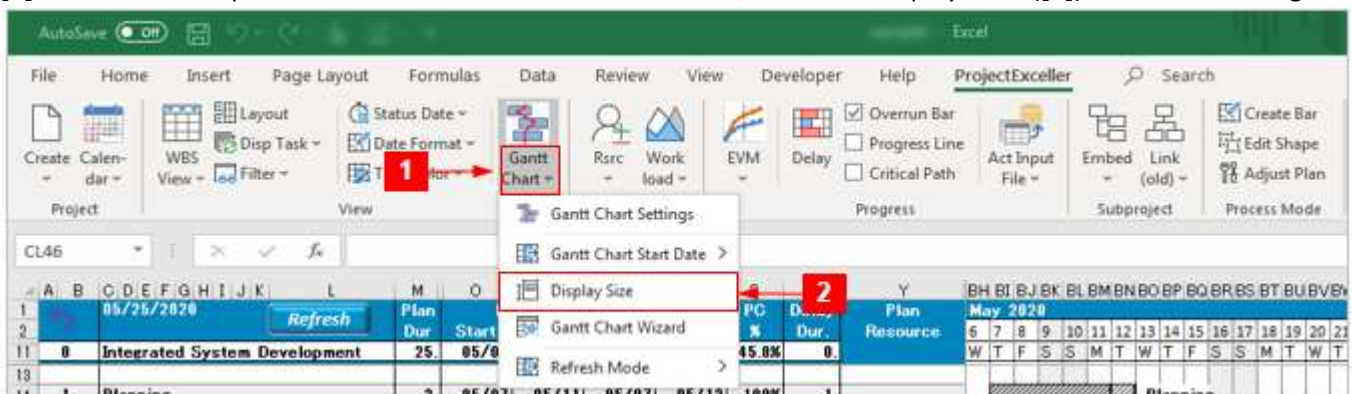 AutoSave Off Excel
File Home Insert Page Layout Formulas Data Review View Developer Help ProjectExceller Search
Layout Status Date Overrun Bar Create Bar
Disp Task Date Format Progress Line Edit Shape
Create Calen- WBS Gantt Rsrc Work EVM Delay Act Input Embed Link
dar View Filter 1 Chart load Critical Path File (old) Adjust Plan
Project View Progress Subproject Process Mode
Gantt Chart Settings
CL46 fx
Gantt Chart Start Date >
Display Size 2
A B C D E F G H I J K L M O Y BH BI BJ BK BL BM BN BO BP BQ BR BS BT BU BV
1 05/25/2020 Refresh Plan PC Plan May 2020
2 Dur Start % Dur. Resource 6 7 8 9 10 11 12 13 14 15 16 17 18 19 20 21
Gantt Chart Wizard
11 0 Integrated System Development 25. 05/0 45.8% 0. W T F S S M T W T F S S M T W T
Refresh Mode >
13